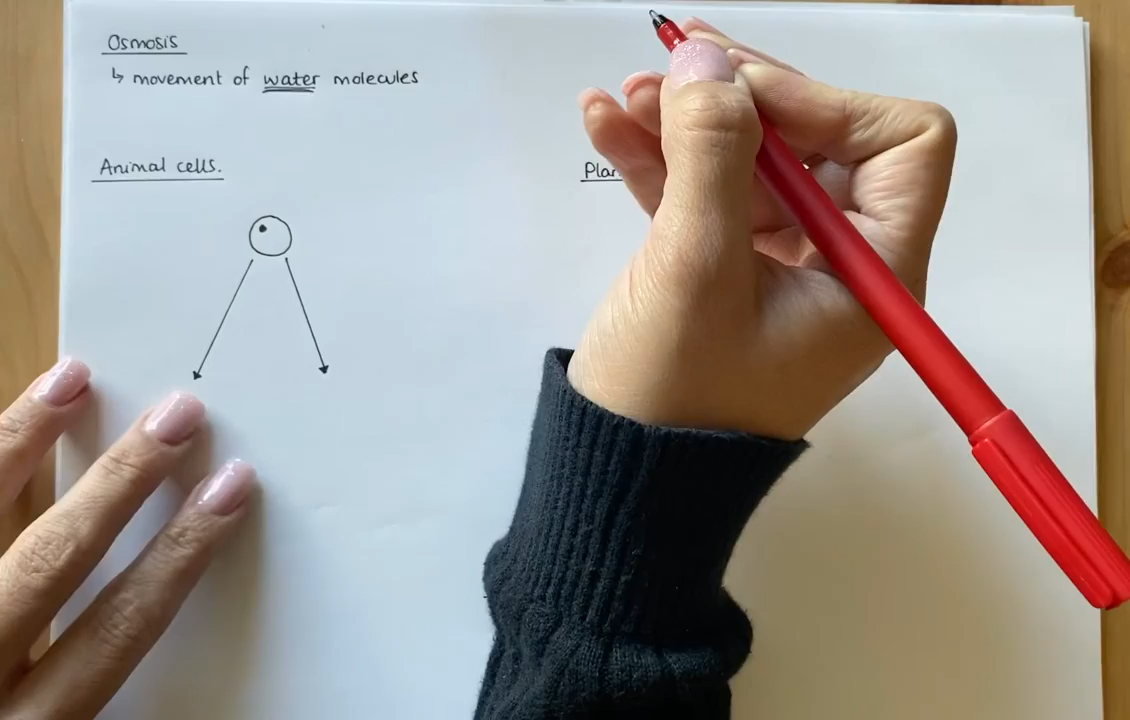 Osmosis
↳ movement of water molecules
Animal cells.